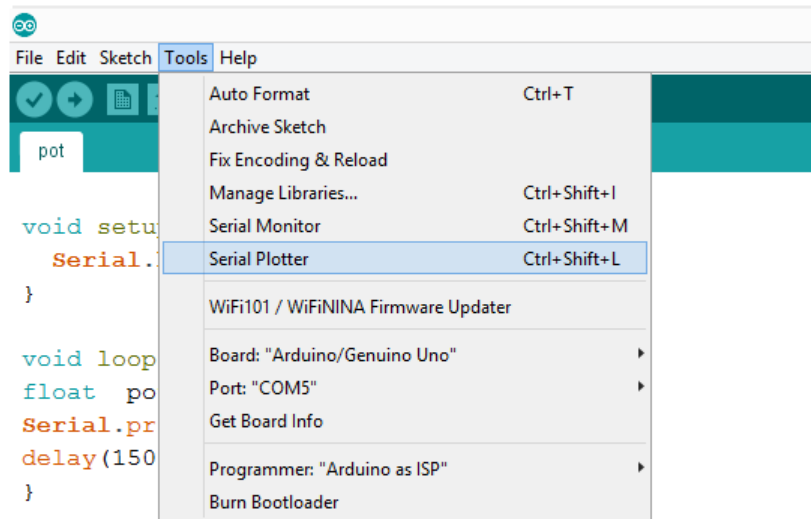 File Edit Sketch Tools Help
Auto Format Ctrl+T
Archive Sketch
pot
Fix Encoding & Reload
Manage Libraries... Ctrl+Shift+I
void setu
Serial Monitor Ctrl+Shift+M
Serial.
Serial Plotter Ctrl+Shift+L
}
WiFi101 / WiFiNINA Firmware Updater
void loop
Board: "Arduino/Genuino Uno"
float po
Port: "COM5"
Serial.pr
Get Board Info
delay(150
Programmer: "Arduino as ISP"
}
Burn Bootloader